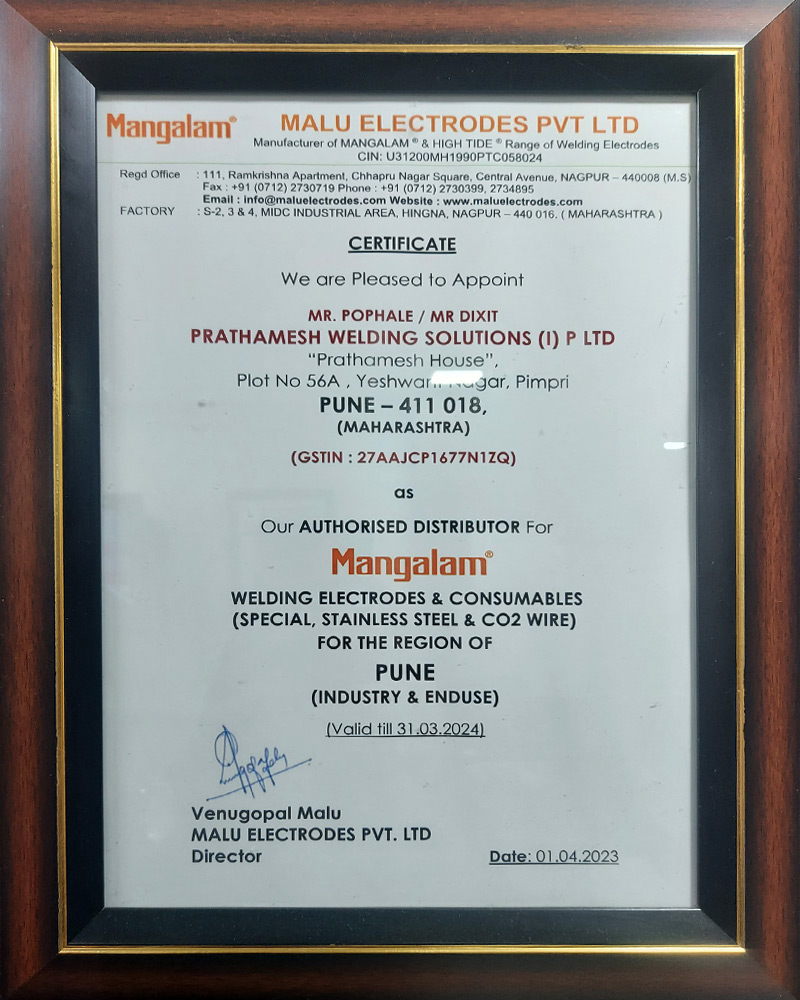 Mangalam®
MALU ELECTRODES PVT LTD
Manufacturer of MANGALAM ® & HIGH TIDE ® Range of Welding Electrodes
CIN: U31200MH1990PTC058024
Regd Office : 111, Ramkrishna Apartment, Chhapru Nagar Square, Central Avenue, NAGPUR – 440008 (M.S)
Fax : +91 (0712) 2730719 Phone : +91 (0712) 2730399, 2734895
Email : info@maluelectrodes.com Website : www.maluelectrodes.com
FACTORY : S-2, 3 & 4, MIDC INDUSTRIAL AREA, HINGNA, NAGPUR – 440 016. ( MAHARASHTRA )
CERTIFICATE
We are Pleased to Appoint
MR. POPHALE / MR DIXIT
PRATHAMESH WELDING SOLUTIONS (I) P LTD
“Prathamesh House”,
Plot No 56A , Nagar, Pimpri
PUNE – 411 018,
(MAHARASHTRA)
(GSTIN : 27AAJCP1677N1ZQ)
as
Our AUTHORISED DISTRIBUTOR For
Mangalam®
WELDING ELECTRODES & CONSUMABLES
(SPECIAL, STAINLESS STEEL & CO2 WIRE)
FOR THE REGION OF
PUNE
(INDUSTRY & ENDUSE)
(Valid till 31.03.2024)
Venugopal Malu
MALU ELECTRODES PVT. LTD
Director
Date: 01.04.2023